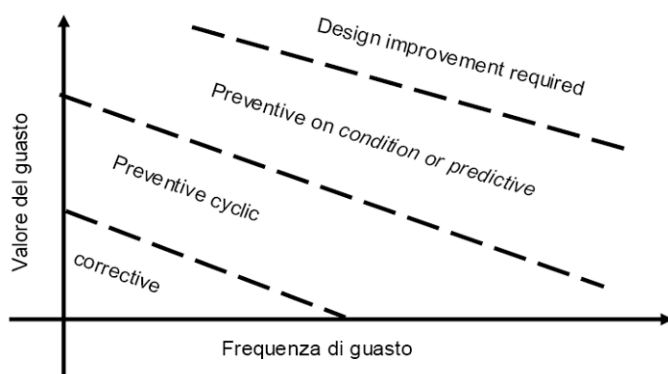 Design improvement required
Preventive on condition or predictive
Preventive cyclic
corrective
Valore del guasto
Frequenza di guasto